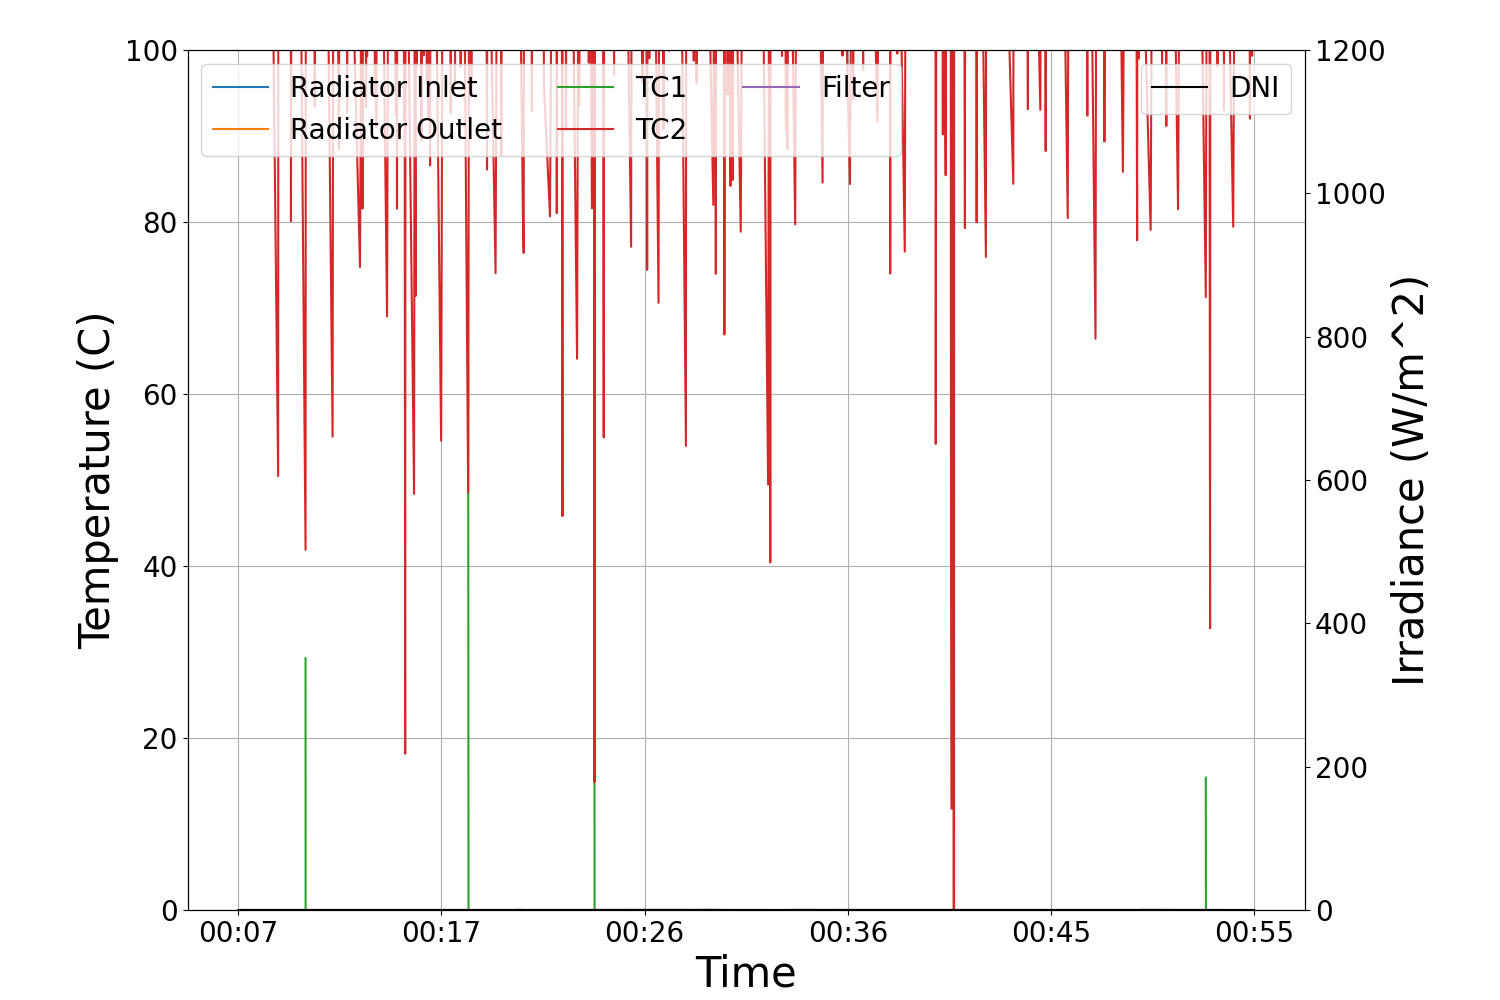 100
80
60
40
20
0
Temperature (C)
Radiator Inlet
Radiator Outlet
TC1
TC2
Filter
DNI
1200
1000
800
600
400
200
0
Irradiance (W/m^2)
00:07 00:17 00:26 00:36 00:45 00:55
Time